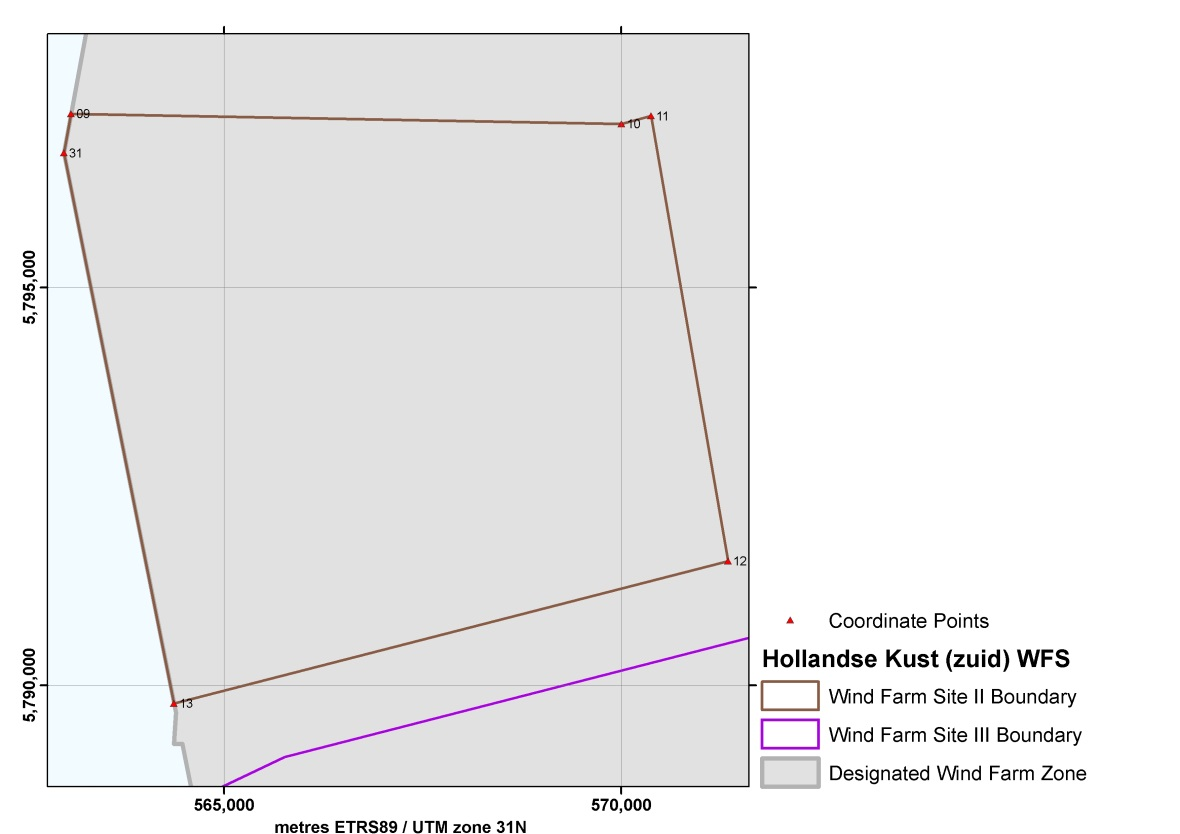 09
10
11
31
5,795,000
12
5,790,000
13
565,000
570,000
metres ETRS89 / UTM zone 31N
Coordinate Points
Hollandse Kust (zuid) WFS
Wind Farm Site II Boundary
Wind Farm Site III Boundary
Designated Wind Farm Zone